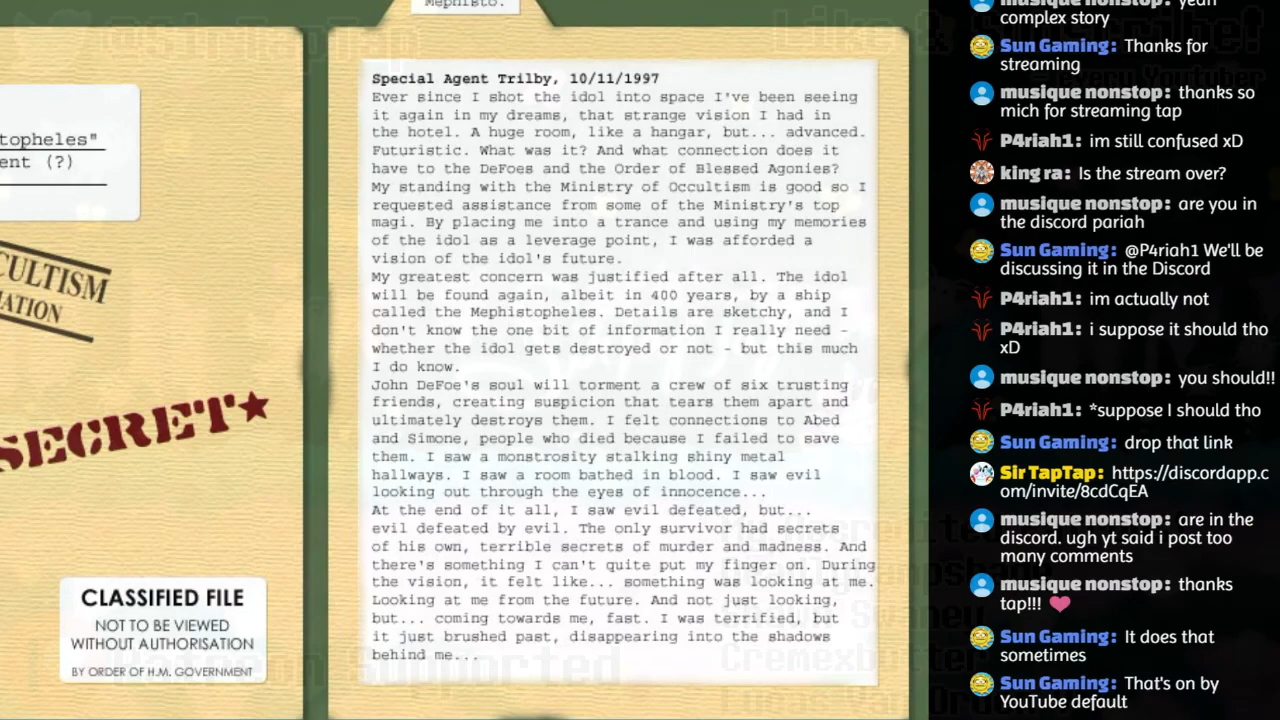 Mephisto.
@SirTapTap
Like & Subscribe!
-every Youtuber
topheles"
ent (?)
CULTISM
ATION
SECRET★
CLASSIFIED FILE
NOT TO BE VIEWED
WITHOUT AUTHORISATION
BY ORDER OF H.M. GOVERNMENT
Special Agent Trilby, 10/11/1997
Ever since I shot the idol into space I've been seeing
it again in my dreams, that strange vision I had in
the hotel. A huge room, like a hangar, but... advanced.
Futuristic. What was it? And what connection does it
have to the DeFoes and the Order of Blessed Agonies?
My standing with the Ministry of Occultism is good so I
requested assistance from some of the Ministry's top
magi. By placing me into a trance and using my memories
of the idol as a leverage point, I was afforded a
vision of the idol's future.
My greatest concern was justified after all. The idol
will be found again, albeit in 400 years, by a ship
called the Mephistopheles. Details are sketchy, and I
don't know the one bit of information I really need -
whether the idol gets destroyed or not - but this much
I do know.
John DeFoe's soul will torment a crew of six trusting
friends, creating suspicion that tears them apart and
ultimately destroys them. I felt connections to Abed
and Simone, people who died because I failed to save
them. I saw a monstrosity stalking shiny metal
hallways. I saw a room bathed in blood. I saw evil
looking out through the eyes of innocence...
At the end of it all, I saw evil defeated, but...
evil defeated by evil. The only survivor had secrets
of his own, terrible secrets of murder and madness. And
there's something I can't quite put my finger on. During
the vision, it felt like... something was looking at me.
Looking at me from the future. And not just looking,
but... coming towards me, fast. I was terrified, but
it just brushed past, disappearing into the shadows
behind me...
Patreon Supported
Cremexbutter
musique nonstop: yeah
complex story
Sun Gaming: Thanks for
streaming
musique nonstop: thanks so
mich for streaming tap
P4riah1: im still confused xD
king ra: Is the stream over?
musique nonstop: are you in
the discord pariah
Sun Gaming: @P4riah1 We'll be
discussing it in the Discord
P4riah1: im actually not
P4riah1: i suppose it should tho
xD
musique nonstop: you should!!
P4riah1: *suppose I should tho
Sun Gaming: drop that link
Sir TapTap: https://discordapp.c
om/invite/8cdCqEA
musique nonstop: are in the
discord. ugh yt said i post too
many comments
musique nonstop: thanks
tap!!! ❤
Sun Gaming: It does that
sometimes
Sun Gaming: That's on by
YouTube default